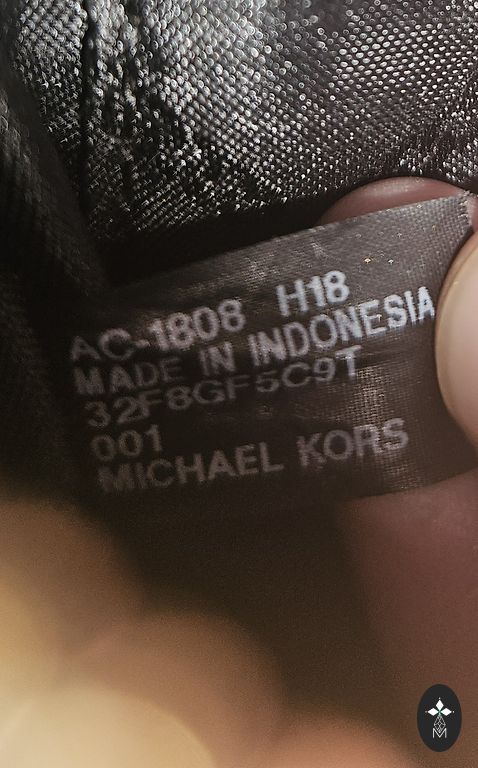 AC-1808 H18
MADE IN INDONESIA
32F8GF5C9T
001
MICHAEL KORS
M